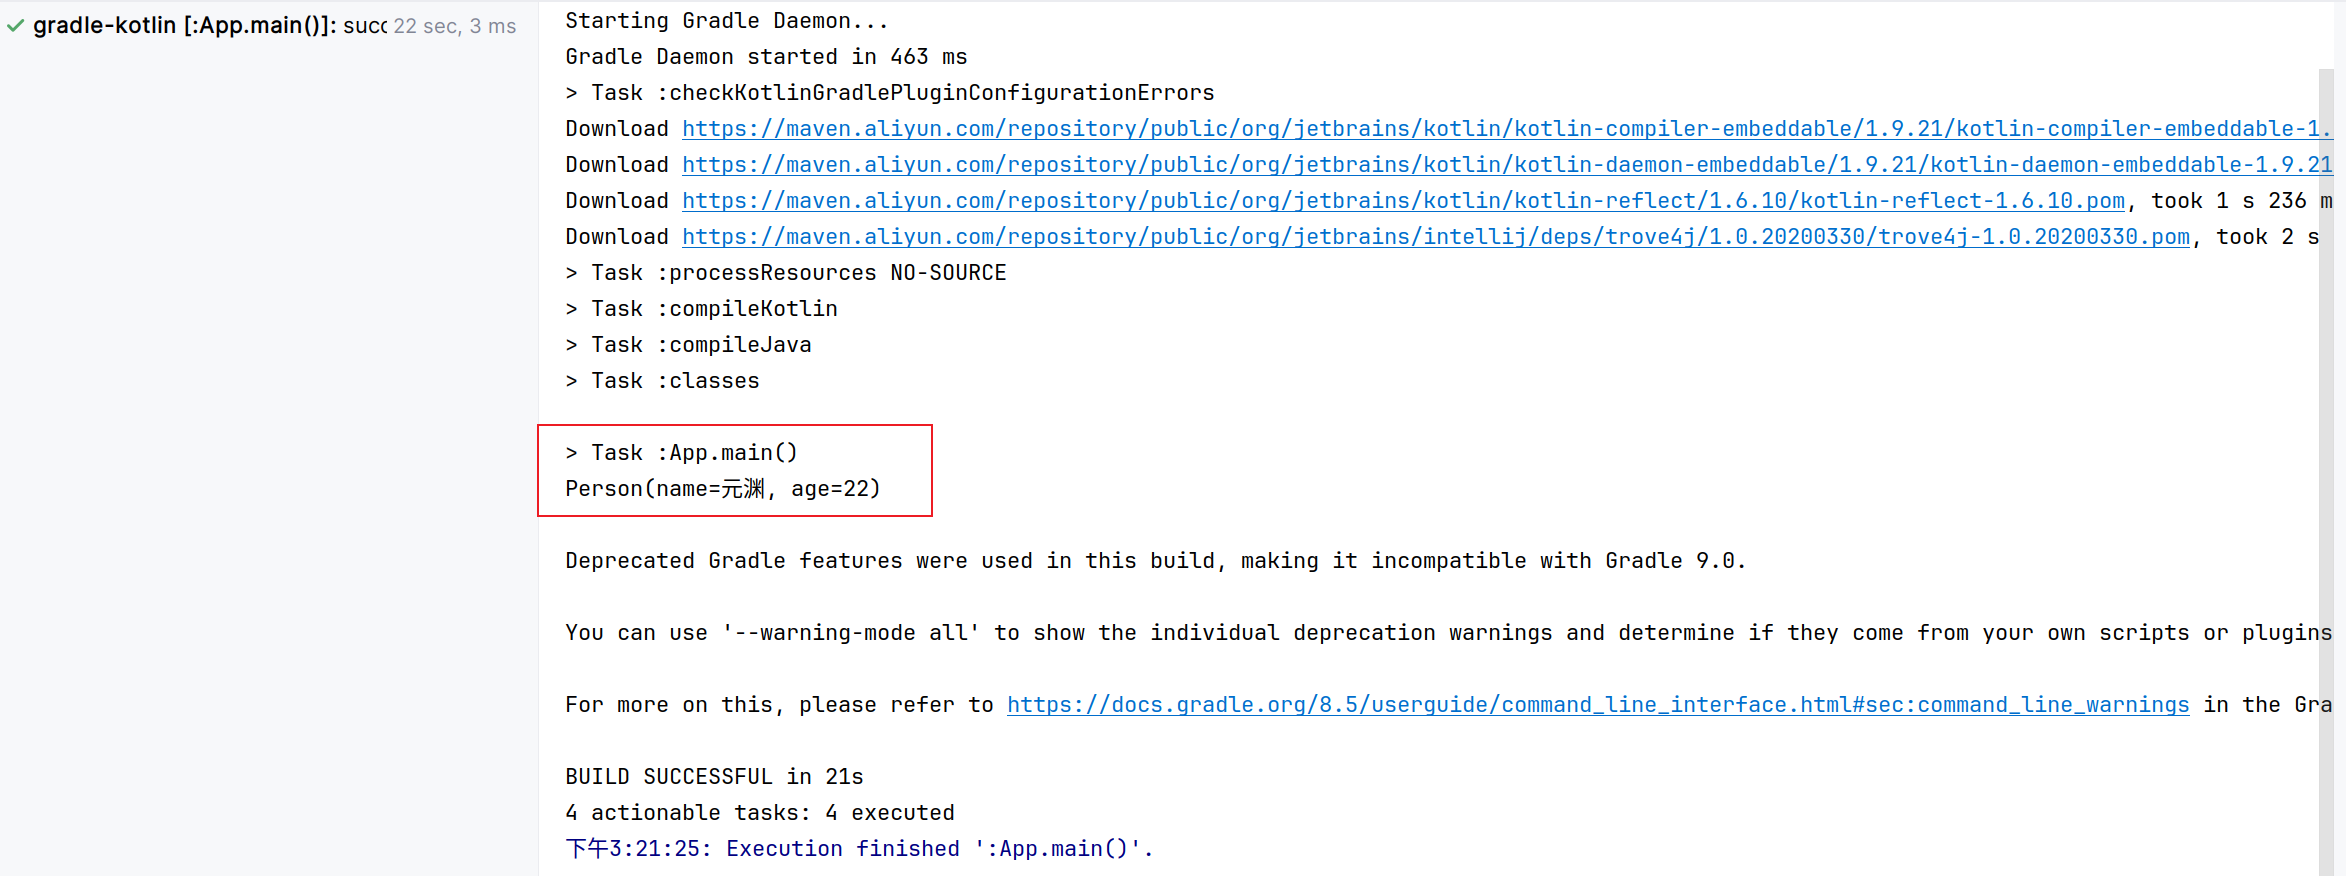 gradle-kotlin [:App.main()]: succ 22 sec, 3 ms
Starting Gradle Daemon...
Gradle Daemon started in 463 ms
> Task :checkKotlinGradlePluginConfigurationErrors
Download https://maven.aliyun.com/repository/public/org/jetbrains/kotlin/kotlin-compiler-embeddable/1.9.21/kotlin-compiler-embeddable-1.
Download https://maven.aliyun.com/repository/public/org/jetbrains/kotlin/kotlin-daemon-embeddable/1.9.21/kotlin-daemon-embeddable-1.9.21
Download https://maven.aliyun.com/repository/public/org/jetbrains/kotlin/kotlin-reflect/1.6.10/kotlin-reflect-1.6.10.pom, took 1 s 236 m
Download https://maven.aliyun.com/repository/public/org/jetbrains/intellij/deps/trove4j/1.0.20200330/trove4j-1.0.20200330.pom, took 2 s
> Task :processResources NO-SOURCE
> Task :compileKotlin
> Task :compileJava
> Task :classes
> Task :App.main()
Person(name=元渊, age=22)
Deprecated Gradle features were used in this build, making it incompatible with Gradle 9.0.
You can use '--warning-mode all' to show the individual deprecation warnings and determine if they come from your own scripts or plugins
For more on this, please refer to https://docs.gradle.org/8.5/userguide/command_line_interface.html#sec:command_line_warnings in the Gra
BUILD SUCCESSFUL in 21s
4 actionable tasks: 4 executed
下午3:21:25: Execution finished ':App.main()'.